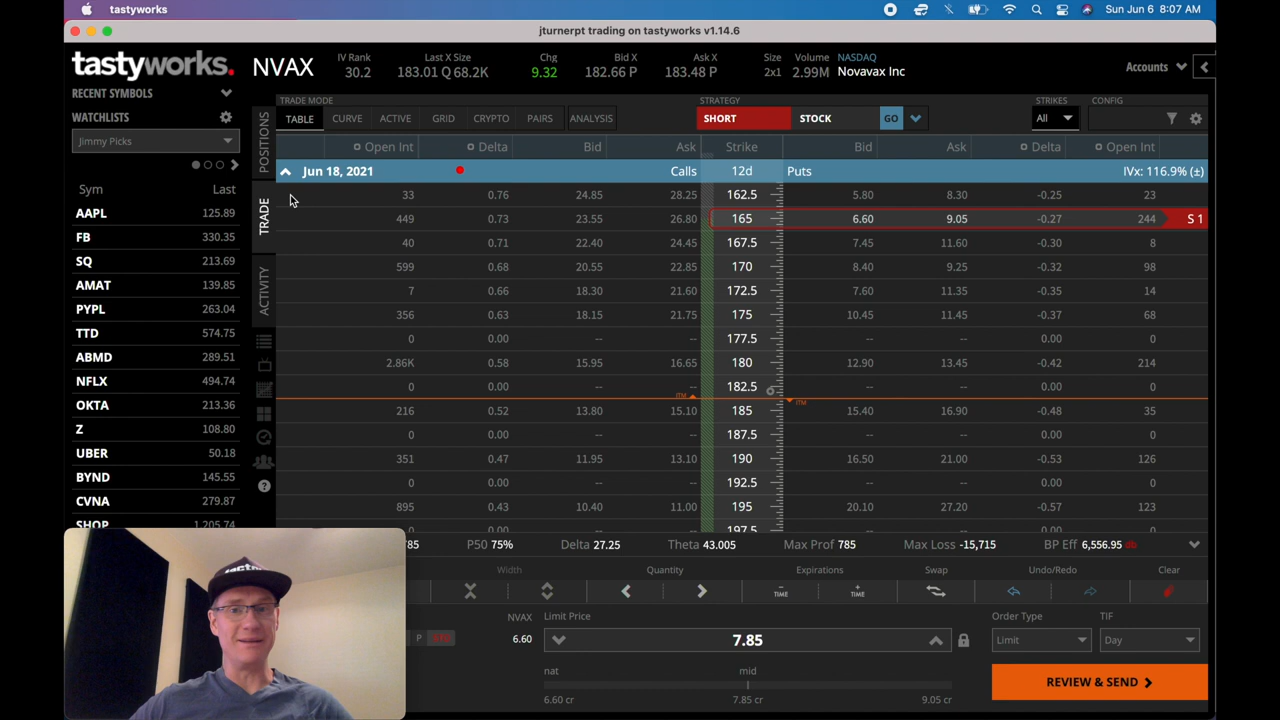 tastyworks
Sun Jun 6 8:07 AM
jturnerpt trading on tastyworks v1.14.6
tastyworks.
NVAX
IV Rank
30.2
Last X Size
183.01 Q 68.2K
Chg
9.32
Bid X
182.66 P
Ask X
183.48 P
Size
2x1
Volume
2.99M
NASDAQ
Novavax Inc
Accounts
RECENT SYMBOLS
WATCHLISTS
Jimmy Picks
Sym Last
AAPL 125.89
FB 330.35
SQ 213.69
AMAT 139.85
PYPL 263.04
TTD 574.75
ABMD 289.51
NFLX 494.74
OKTA 213.36
Z 108.80
UBER 50.18
BYND 145.55
CVNA 279.87
SHOP 1,205.74
POSITIONS
TRADE
ACTIVITY
TRADE MODE
TABLE CURVE ACTIVE GRID CRYPTO PAIRS ANALYSIS
STRATEGY
SHORT STOCK GO
STRIKES
All
CONFIG
Open Int Delta Bid Ask Strike Bid Ask Delta Open Int
Jun 18, 2021 Calls 12d Puts IVx: 116.9% (±)
33 0.76 24.85 28.25 162.5 5.80 8.30 -0.25 23
449 0.73 23.55 26.80 165 6.60 9.05 -0.27 244 S 1
40 0.71 22.40 24.45 167.5 7.45 11.60 -0.30 8
599 0.68 20.55 22.85 170 8.40 9.25 -0.32 98
7 0.66 18.30 21.60 172.5 7.60 11.35 -0.35 14
356 0.63 18.15 21.75 175 10.45 11.45 -0.37 68
0 0.00 -- -- 177.5 -- -- 0.00 0
2.86K 0.58 15.95 16.65 180 12.90 13.45 -0.42 214
0 0.00 -- -- 182.5 -- -- 0.00 0
ITM ITM
216 0.52 13.80 15.10 185 15.40 16.90 -0.48 35
0 0.00 -- -- 187.5 -- -- 0.00 0
351 0.47 11.95 13.10 190 16.50 21.00 -0.53 126
0 0.00 -- -- 192.5 -- -- 0.00 0
895 0.43 10.40 11.00 195 20.10 27.20 -0.57 123
0 0.00 -- -- 197.5 -- -- 0.00 0
785 P50 75% Delta 27.25 Theta 43.005 Max Prof 785 Max Loss -15,715 BP Eff 6,556.95 db
Width Quantity Expirations Swap Undo/Redo Clear
TIME TIME
NVAX
6.60
P
Limit Price
7.85
nat mid
6.60 cr 7.85 cr 9.05 cr
Order Type TIF
Limit Day
REVIEW & SEND